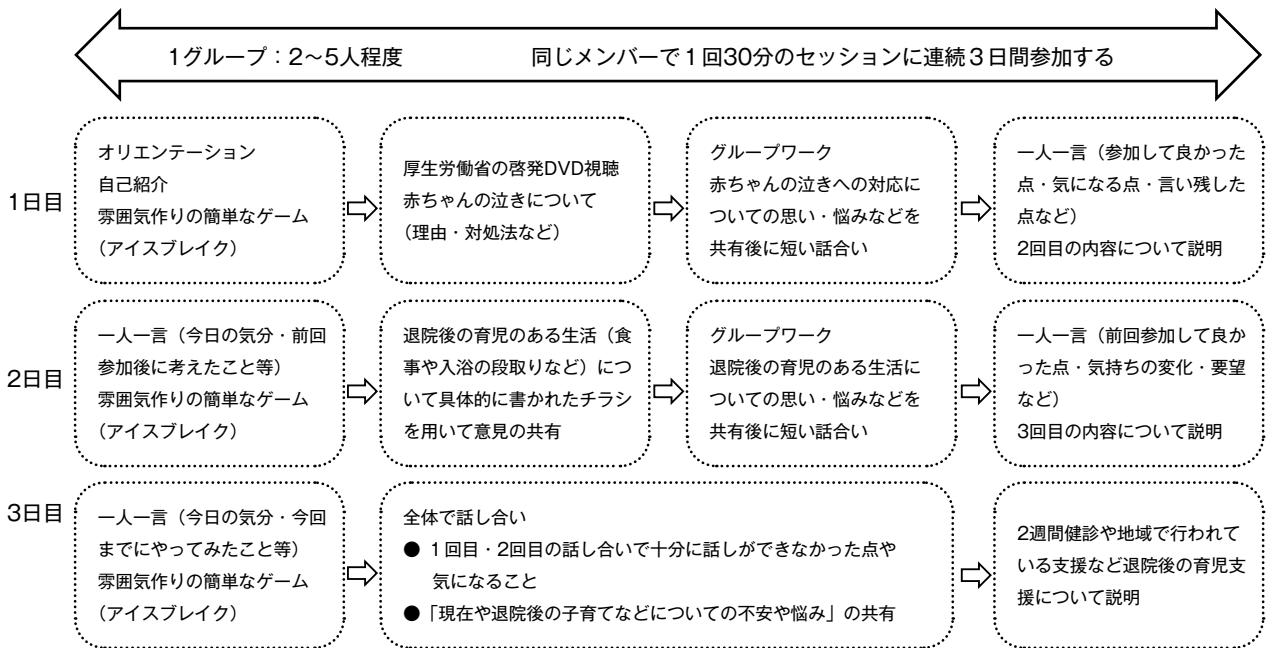 1グループ：2〜5人程度
同じメンバーで１回30分のセッションに連続３日間参加する
1日目
オリエンテーション
自己紹介
雰囲気作りの簡単なゲーム
（アイスブレイク）
厚生労働省の啓発DVD視聴
赤ちゃんの泣きについて
（理由・対処法など）
グループワーク
赤ちゃんの泣きへの対応に
ついての思い・悩みなどを
共有後に短い話合い
一人一言（参加して良かった
点・気になる点・言い残した
点など）
2回目の内容について説明
2日目
一人一言（今日の気分・前回
参加後に考えたこと等）
雰囲気作りの簡単なゲーム
（アイスブレイク）
退院後の育児のある生活（食
事や入浴の段取りなど）につ
いて具体的に書かれたチラシ
を用いて意見の共有
グループワーク
退院後の育児のある生活に
ついての思い・悩みなどを
共有後に短い話合い
一人一言（前回参加して良か
った点・気持ちの変化・要望
など）
3回目の内容について説明
3日目
一人一言（今日の気分・今回
までにやってみたこと等）
雰囲気作りの簡単なゲーム
（アイスブレイク）
全体で話し合い
● １回目・2回目の話し合いで十分に話しができなかった点や
気になること
●「現在や退院後の子育てなどについての不安や悩み」の共有
2週間健診や地域で行われて
いる支援など退院後の育児支
援について説明